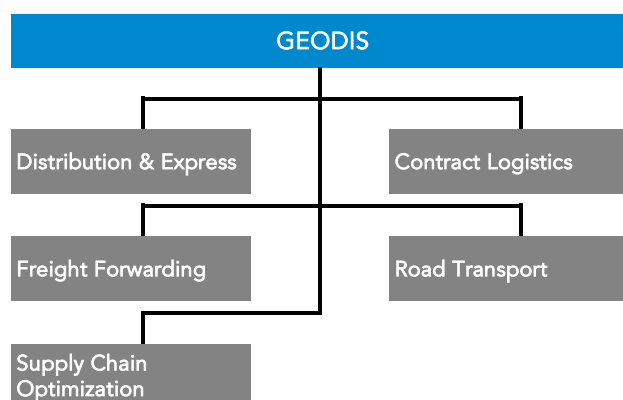 GEODIS
Distribution & Express
Contract Logistics
Freight Forwarding
Road Transport
Supply Chain
Optimization